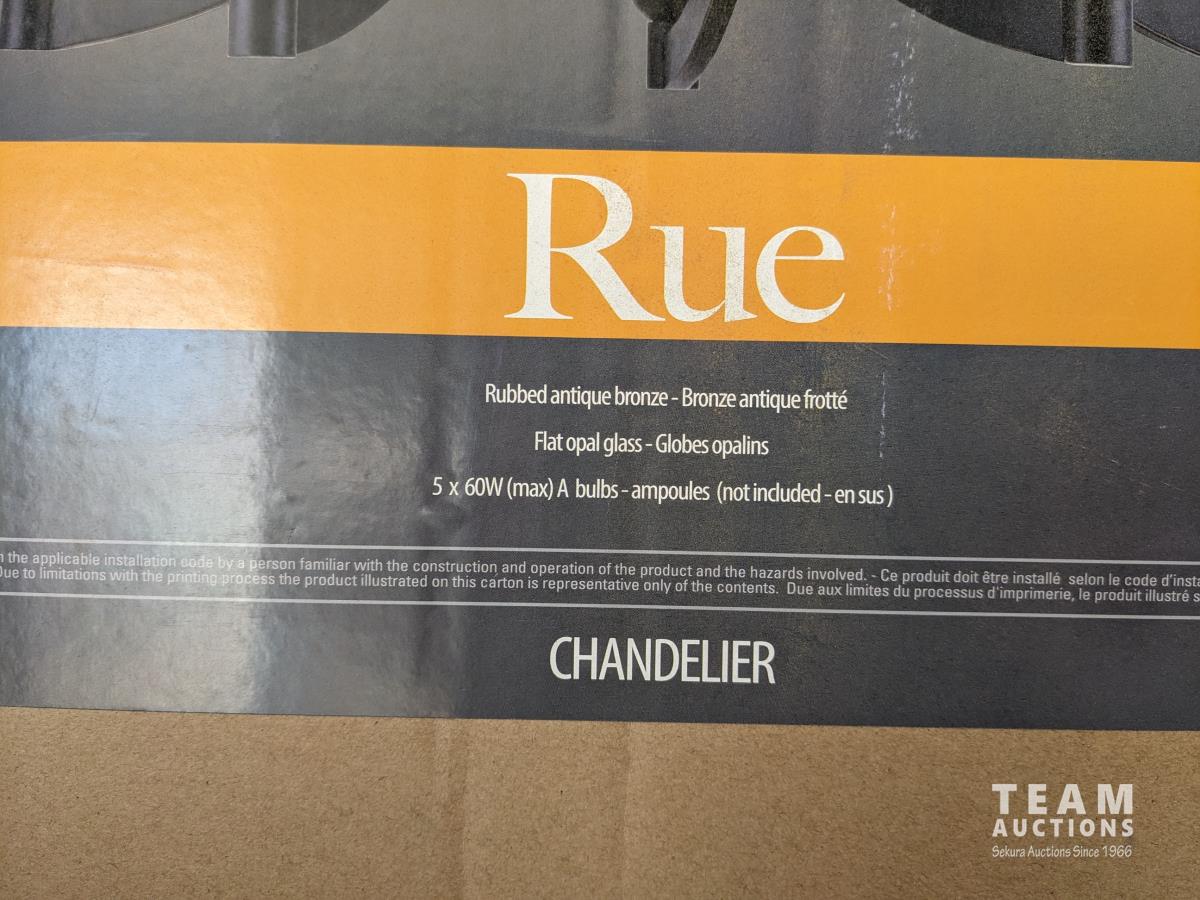 Rue
Rubbed antique bronze - Bronze antique frotté
Flat opal glass - Globes opalins
5 x 60W (max) A bulbs - ampoules (not included - en sus )
the applicable installation code by a person familiar with the construction and operation of the product and the hazards involved. - Ce produit doit être installé selon le code d'insta
Due to limitations with the printing process the product illustrated on this carton is representative only of the contents. Due aux limites du processus d'imprimerie, le produit illustré s
CHANDELIER
TEAM
AUCTIONS
Sekura Auctions Since 1966